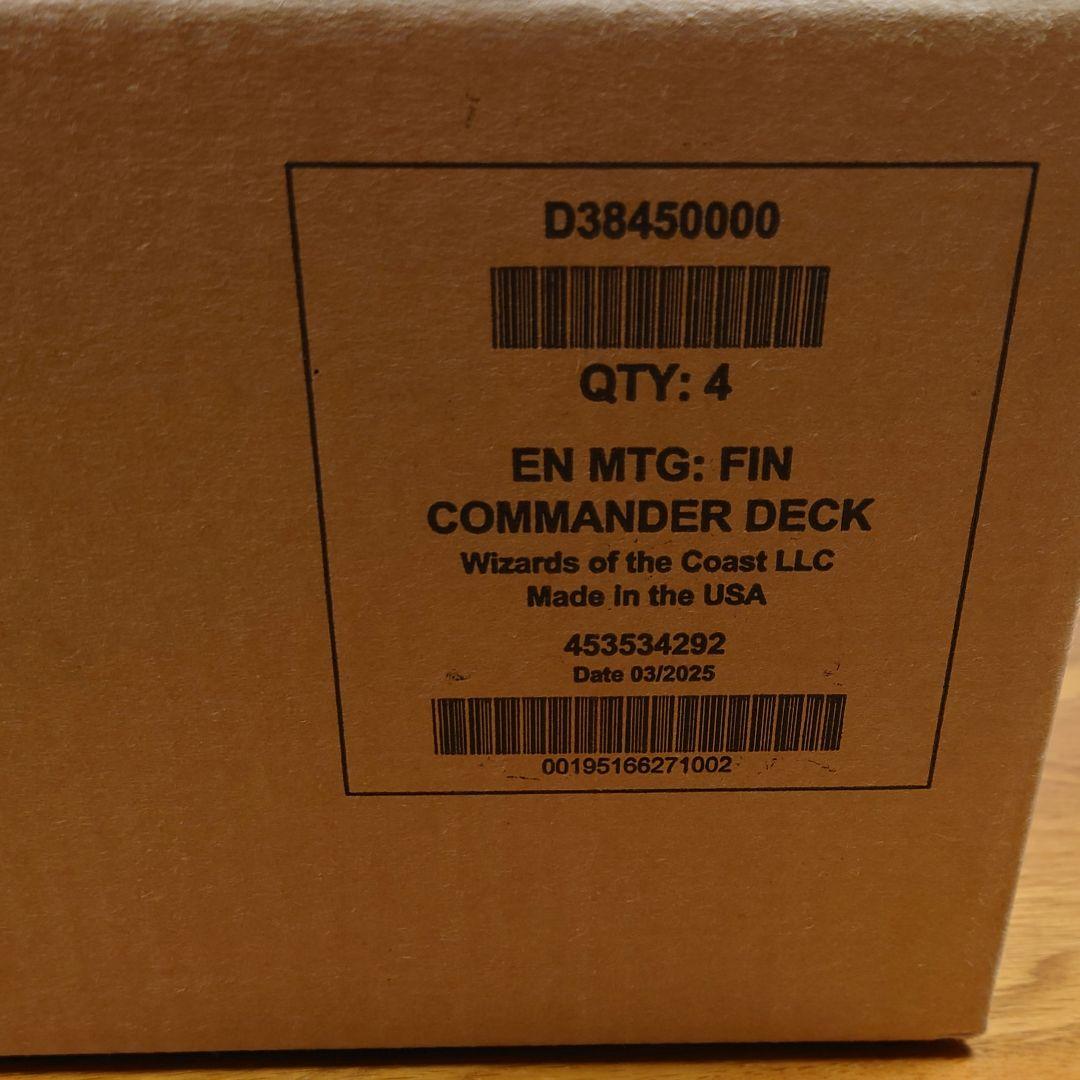 D38450000
QTY: 4
EN MTG: FIN
COMMANDER DECK
Wizards of the Coast LLC
Made in the USA
453534292
Date 03/2025
00195166271002